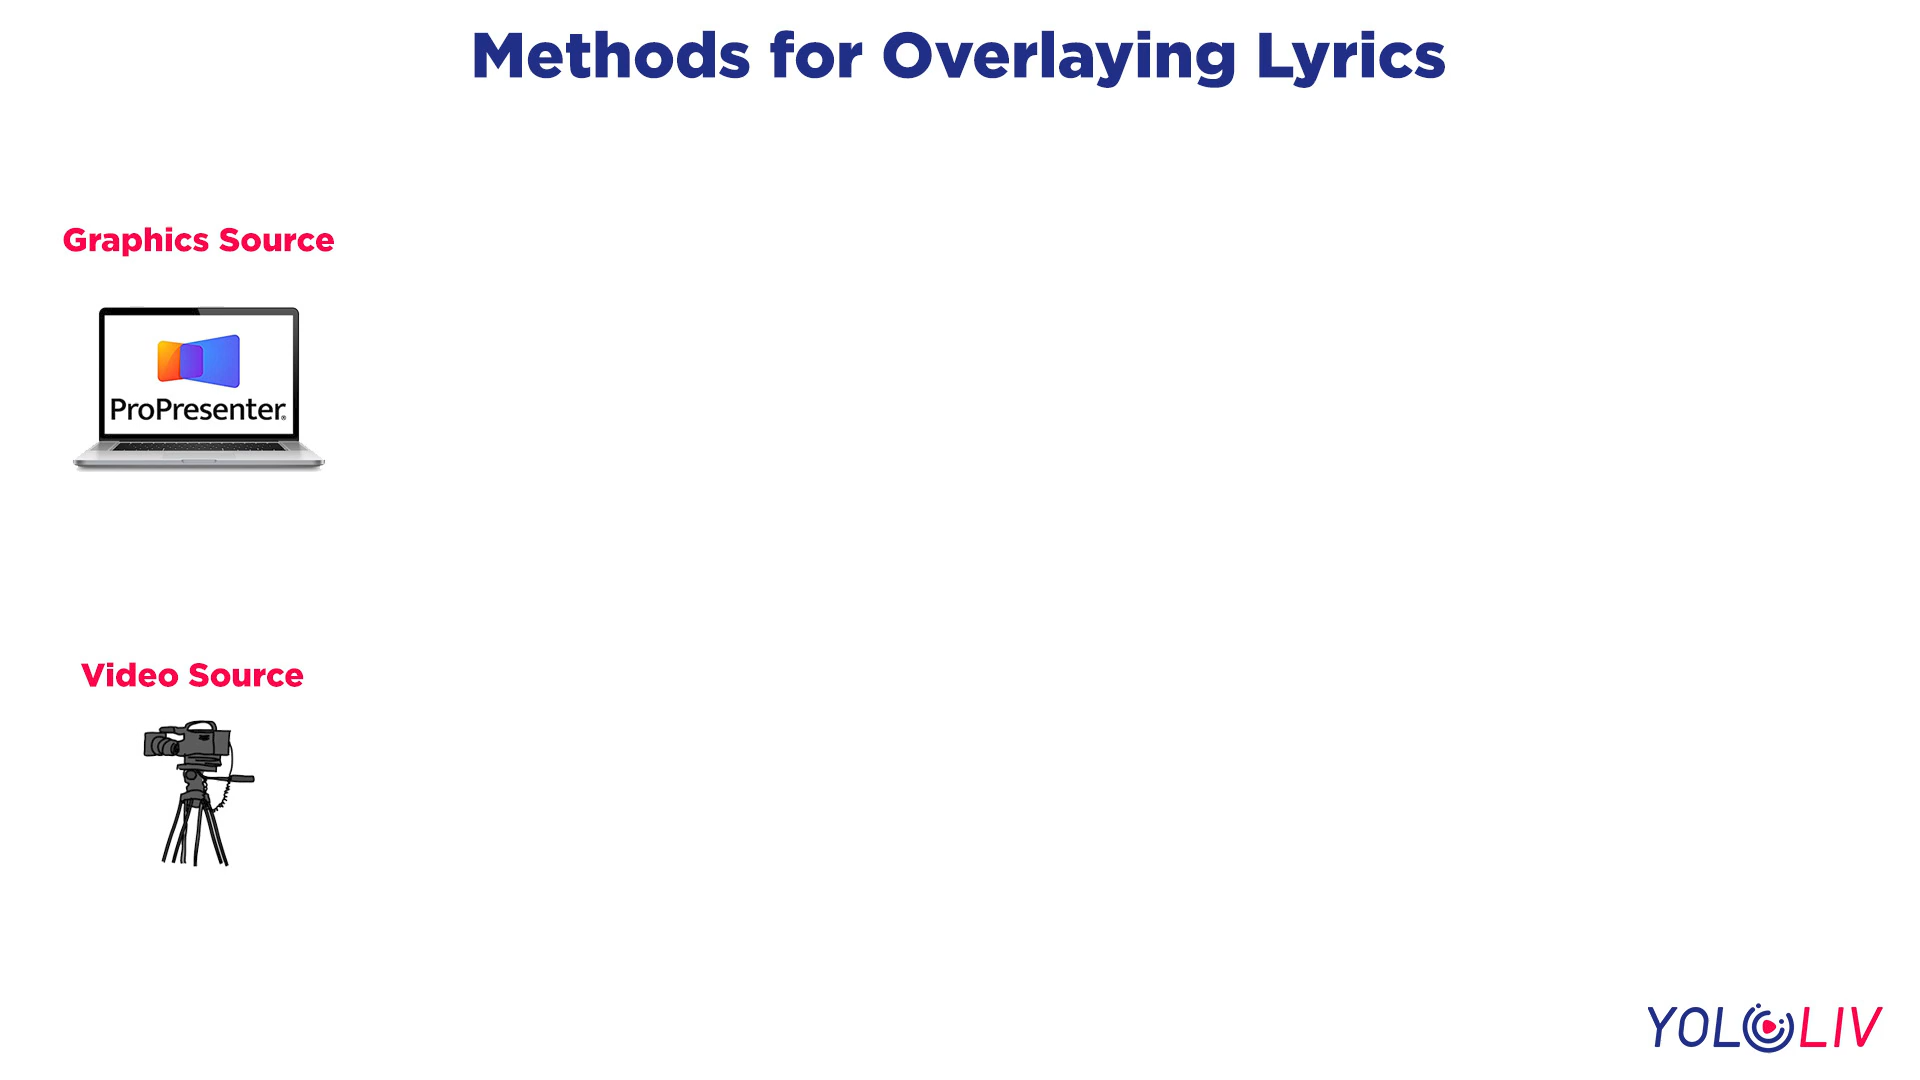 Methods for Overlaying Lyrics
Graphics Source
ProPresenter
Video Source
YOLOLIV